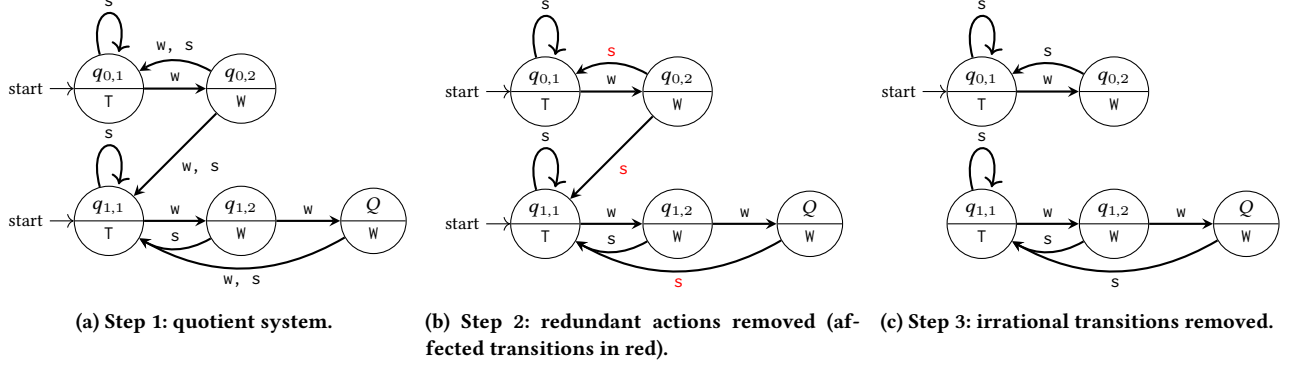 s
w, s
start
q0,1
T
w
q0,2
W
s
w, s
start
q1,1
T
w
s
q1,2
W
w
Q
W
w, s
(a) Step 1: quotient system.
s
s
start
q0,1
T
w
q0,2
W
s
s
start
q1,1
T
w
s
q1,2
W
w
Q
W
s
(b) Step 2: redundant actions removed (af-
fected transitions in red).
s
s
start
q0,1
T
w
q0,2
W
s
q1,1
T
w
s
q1,2
W
w
Q
W
s
(c) Step 3: irrational transitions removed.